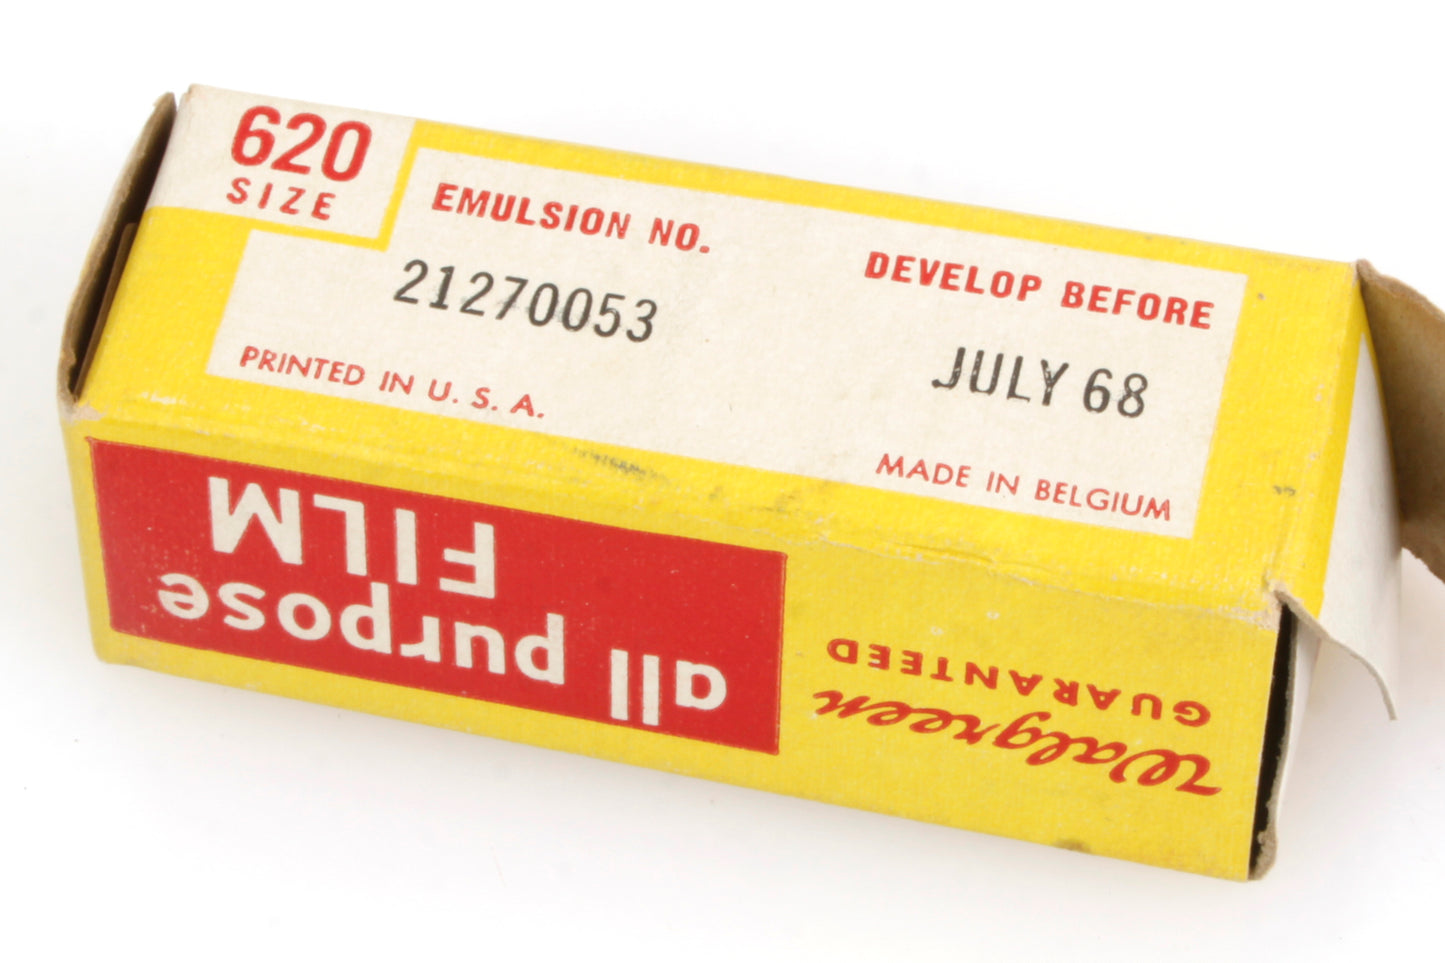 620
SIZE
EMULSION NO.
21270053
PRINTED IN U. S. A.
DEVELOP BEFORE
JULY 68
MADE IN BELGIUM
Walgreen
GUARANTEED
all purpose
FILM